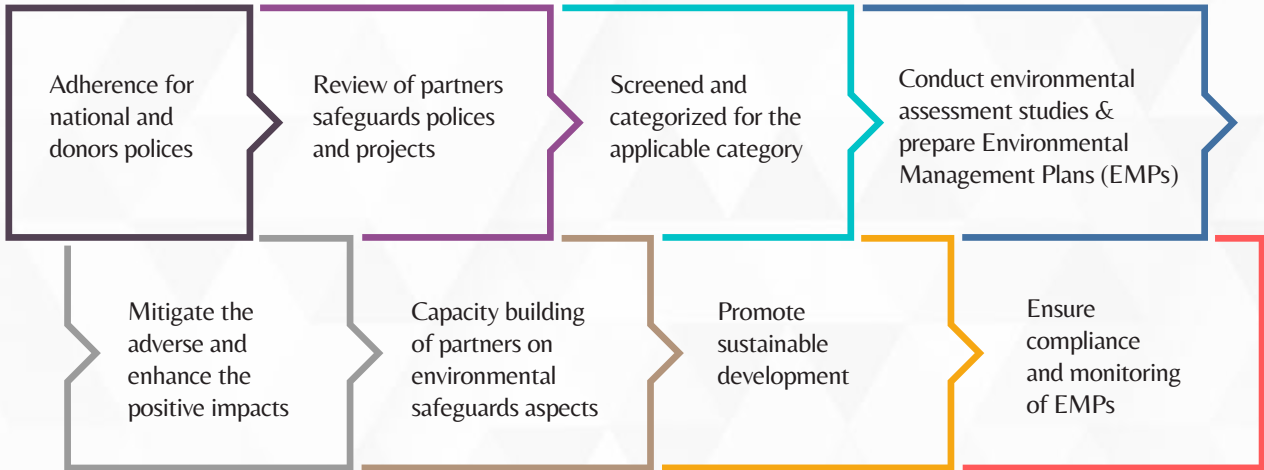 Adherence for
national and
donors polices
Review of partners
safeguards polices
and projects
Screened and
categorized for the
applicable category
Conduct environmental
assessment studies &
prepare Environmental
Management Plans (EMPs)
Mitigate the
adverse and
enhance the
positive impacts
Capacity building
of partners on
environmental
safeguards aspects
Promote
sustainable
development
Ensure
compliance
and monitoring
of EMPs